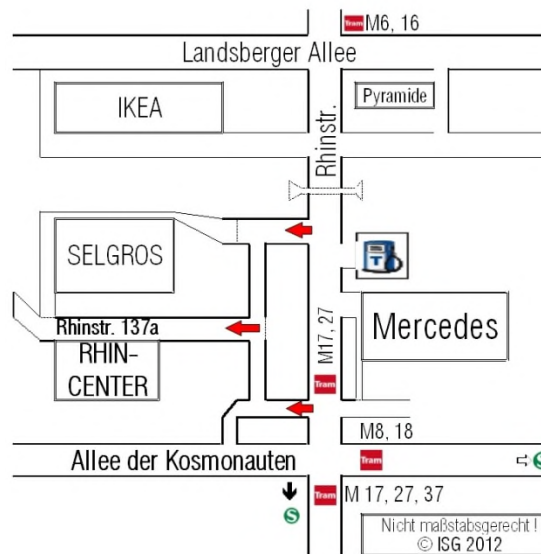 Tram M6, 16
Landsberger Allee
IKEA
Pyramide
Rhinstr.
SELGROS
T
Rhinstr. 137a
RHIN-
CENTER
M17, 27
Mercedes
Tram
M8, 18
Allee der Kosmonauten
Tram
S
S
Tram M 17, 27, 37
Nicht maßstabsgerecht !
© ISG 2012